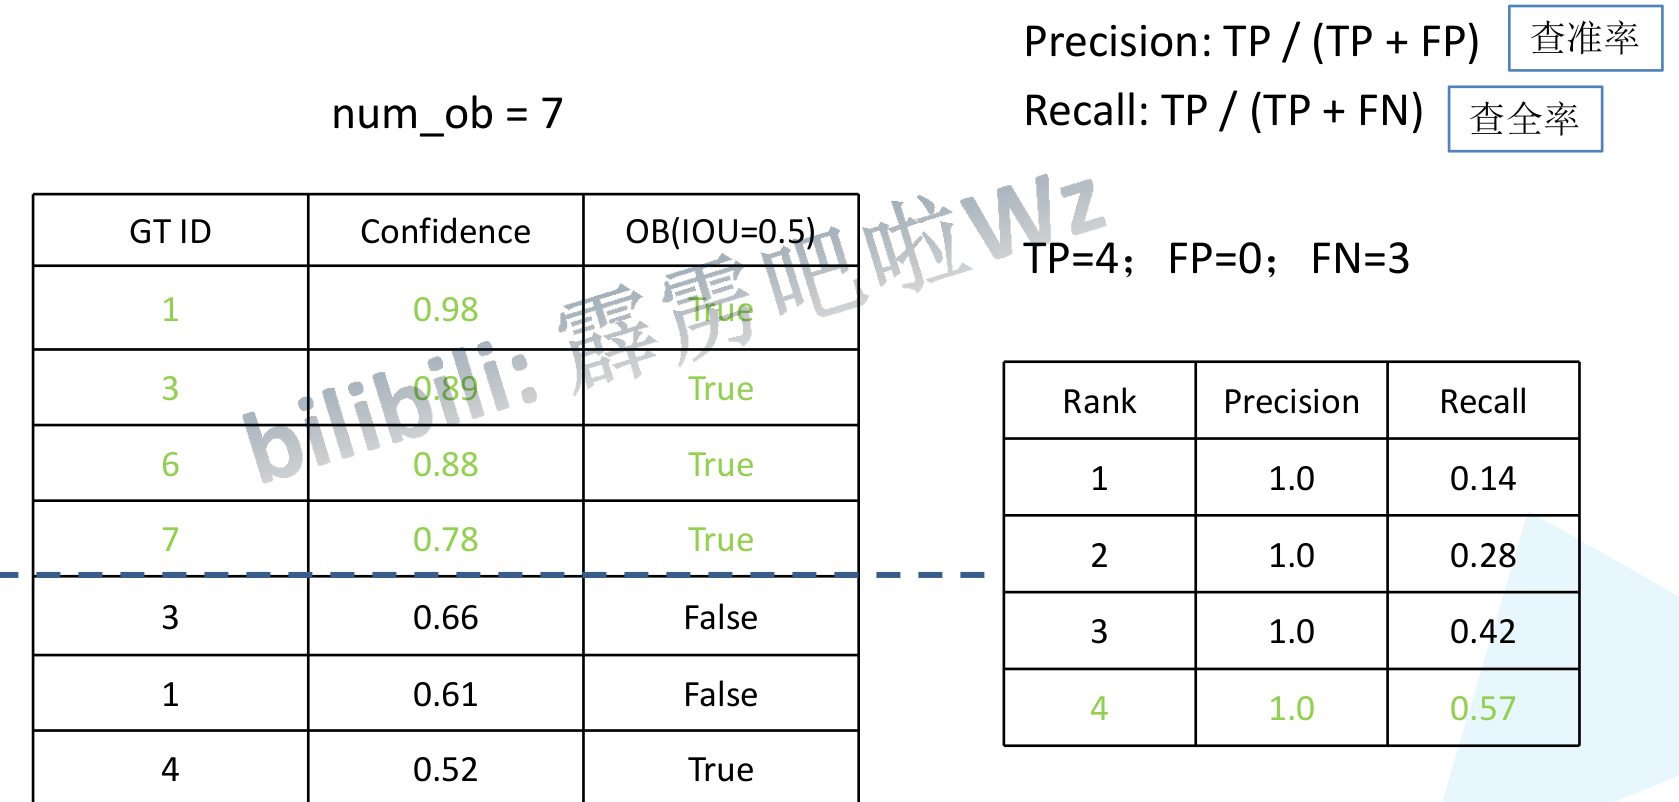 Precision: TP / (TP + FP) 查准率
Recall: TP / (TP + FN) 查全率
num_ob = 7
GT ID Confidence OB(IOU=0.5)
1 0.98 True
3 0.89 True
6 0.88 True
7 0.78 True
3 0.66 False
1 0.61 False
4 0.52 True
TP=4； FP=0； FN=3
Rank Precision Recall
1 1.0 0.14
2 1.0 0.28
3 1.0 0.42
4 1.0 0.57
bilibili: 霹雳吧啦Wz